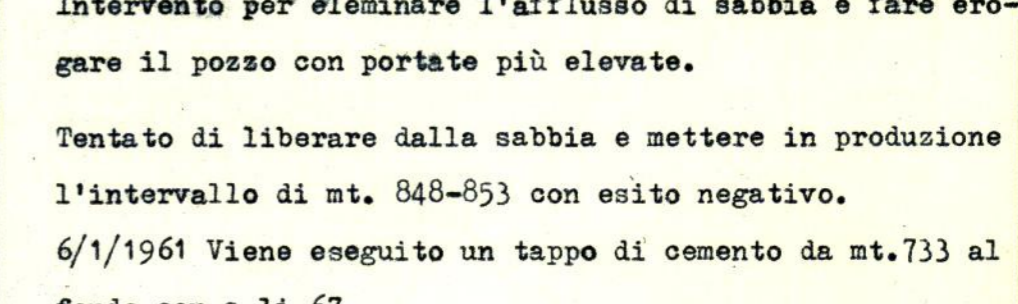 Intervento per eleminare l'afflusso di sabbia e fare ero-
gare il pozzo con portate più elevate.
Tentato di liberare dalla sabbia e mettere in produzione
l'intervallo di mt. 848-853 con esito negativo.
6/1/1961 Viene eseguito un tappo di cemento da mt.733 al
67